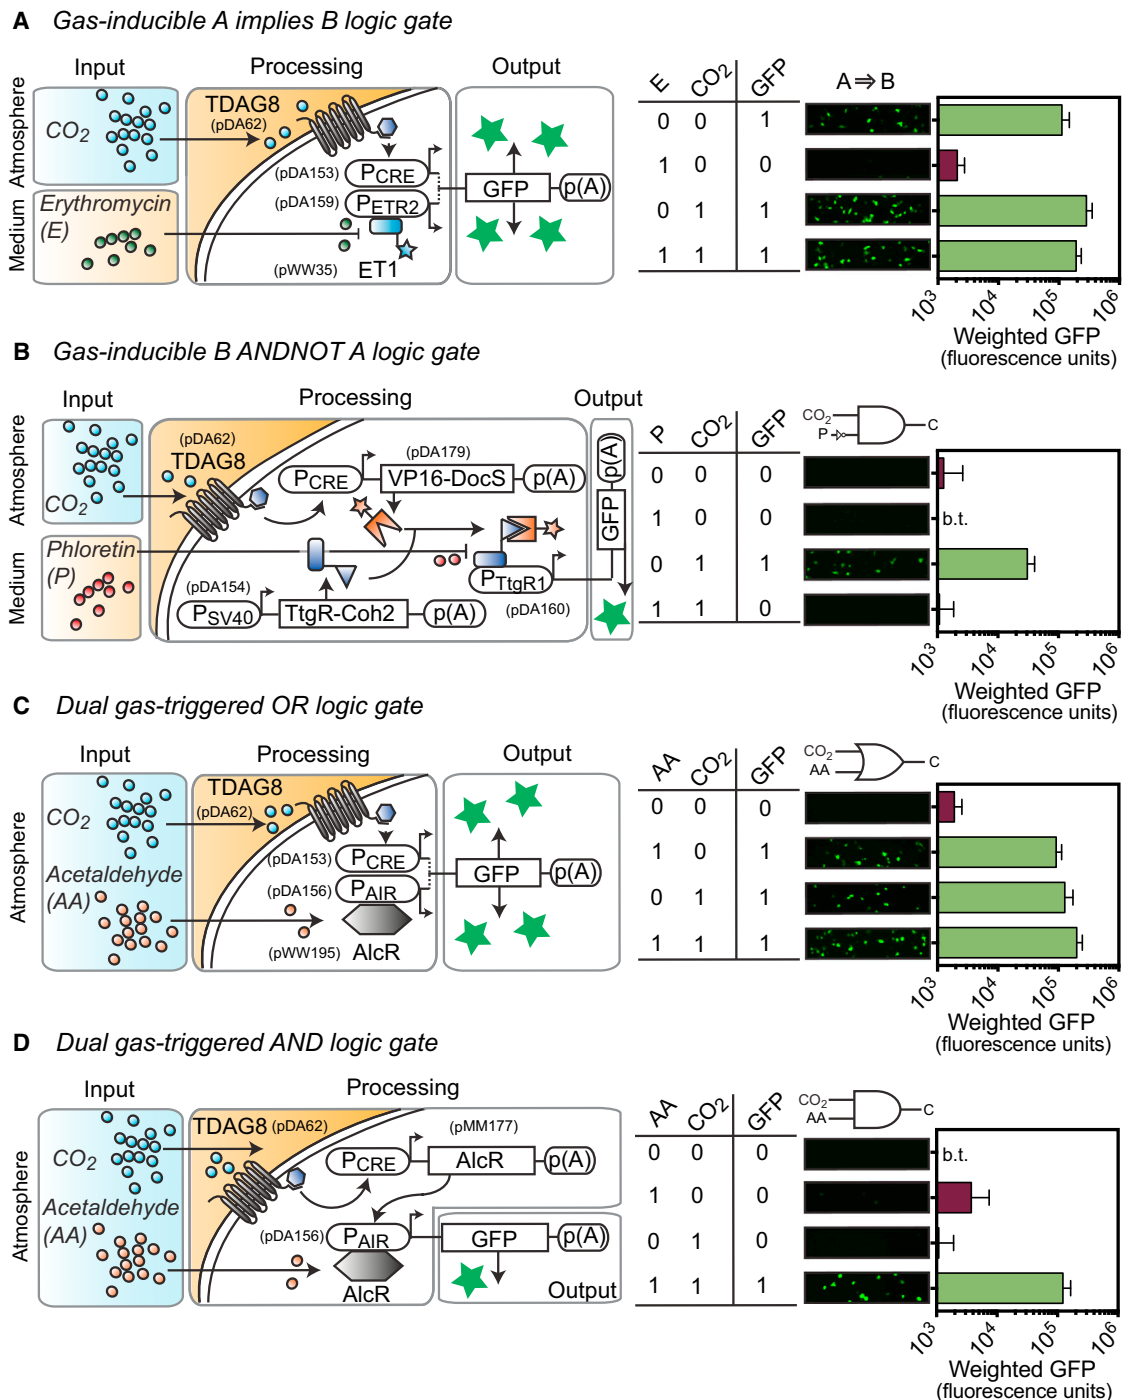 A Gas-inducible A implies B logic gate
Input
Processing
Output
Atmosphere
Medium
CO2
Erythromycin
(E)
TDAG8
(pDA62)
(pDA153)
PCRE
(pDA159)
PETR2
(pWW35)
ET1
GFP
p(A)
E CO2 GFP
0 0 1
1 0 0
0 1 1
1 1 1
A ⇒ B
10^3 10^4 10^5 10^6
Weighted GFP
(fluorescence units)
B Gas-inducible B ANDNOT A logic gate
Input
Processing
Output
Atmosphere
Medium
CO2
Phloretin
(P)
(pDA62)
TDAG8
PCRE
(pDA179)
VP16-DocS
p(A)
(pDA154)
PSV40
TtgR-Coh2
p(A)
PTtgR1
(pDA160)
GFP
p(A)
P CO2 GFP
0 0 0
1 0 0
0 1 1
1 1 0
CO2
P
C
b.t.
10^3 10^4 10^5 10^6
Weighted GFP
(fluorescence units)
C Dual gas-triggered OR logic gate
Input
Processing
Output
Atmosphere
CO2
Acetaldehyde
(AA)
TDAG8
(pDA62)
(pDA153)
PCRE
(pDA156)
PAIR
(pWW195)
AlcR
GFP
p(A)
AA CO2 GFP
0 0 0
1 0 1
0 1 1
1 1 1
CO2
AA
C
10^3 10^4 10^5 10^6
Weighted GFP
(fluorescence units)
D Dual gas-triggered AND logic gate
Input
Processing
Atmosphere
CO2
Acetaldehyde
(AA)
TDAG8 (pDA62)
PCRE
(pMM177)
AlcR
p(A)
(pDA156)
PAIR
AlcR
GFP
p(A)
Output
AA CO2 GFP
0 0 0
1 0 0
0 1 0
1 1 1
CO2
AA
C
b.t.
10^3 10^4 10^5 10^6
Weighted GFP
(fluorescence units)